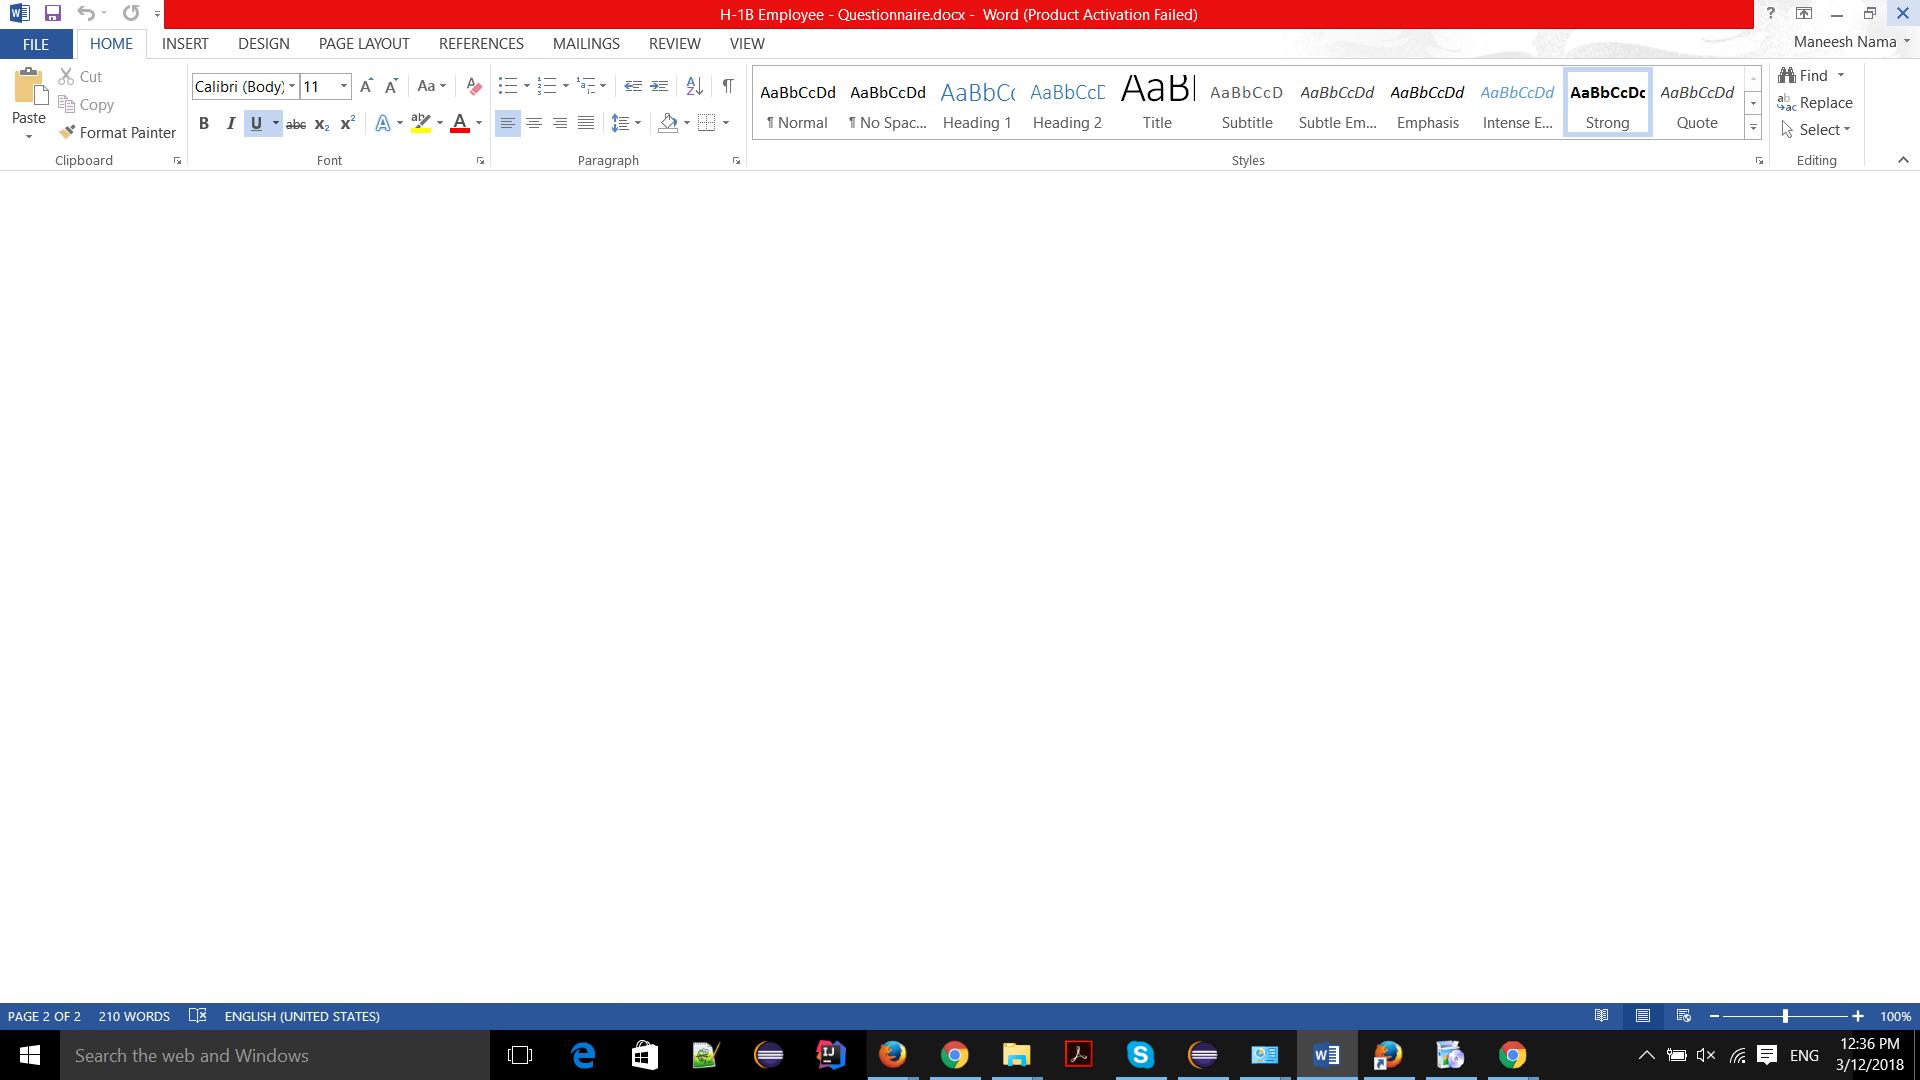 H-1B Employee - Questionnaire.docx - Word (Product Activation Failed)
FILE HOME INSERT DESIGN PAGE LAYOUT REFERENCES MAILINGS REVIEW VIEW Maneesh Nama
Paste
Cut
Copy
Format Painter
Clipboard
Calibri (Body) 11
Font
Paragraph
AaBbCcDd AaBbCcDd AaBbCc AaBbCcD AaBl AaBbCcD AaBbCcDd AaBbCcDd AaBbCcDd AaBbCcDc AaBbCcDd
¶ Normal ¶ No Spac... Heading 1 Heading 2 Title Subtitle Subtle Em... Emphasis Intense E... Strong Quote
Styles
Find
Replace
Select
Editing
PAGE 2 OF 2 210 WORDS ENGLISH (UNITED STATES) 100%
Search the web and Windows
ENG
12:36 PM
3/12/2018